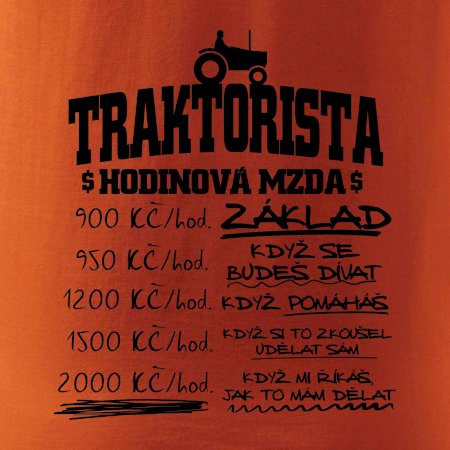 TRAKTORISTA
$ HODINOVÁ MZDA $
900 KČ/hod. ZÁKLAD
950 KČ/hod. KDYŽ SE
BUDEŠ DÍVAT
1200 KČ/hod. KDYŽ POMÁHÁŠ
1500 KČ/hod. KDYŽ SI TO ZKOUŠEL
UDĚLAT SÁM
2000 KČ/hod. KDYŽ MI ŘÍKÁŠ,
JAK TO MÁM DĚLAT